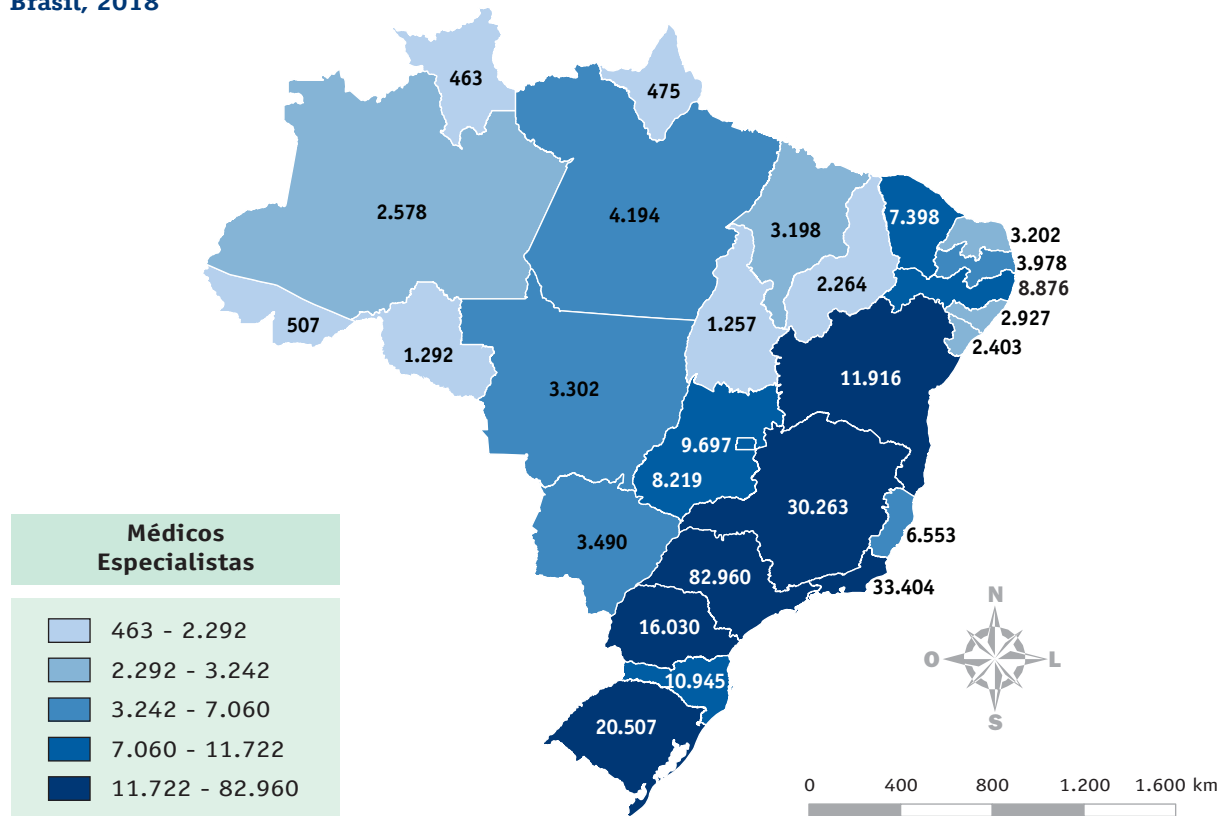 Brasil, 2018
463
475
2.578
4.194
3.198
7.398
3.202
3.978
8.876
2.264
2.927
507
1.257
2.403
1.292
11.916
3.302
9.697
8.219
30.263
6.553
3.490
82.960
33.404
16.030
10.945
20.507
Médicos
Especialistas
463 - 2.292
2.292 - 3.242
3.242 - 7.060
7.060 - 11.722
11.722 - 82.960
N
O
L
S
0 400 800 1.200 1.600 km